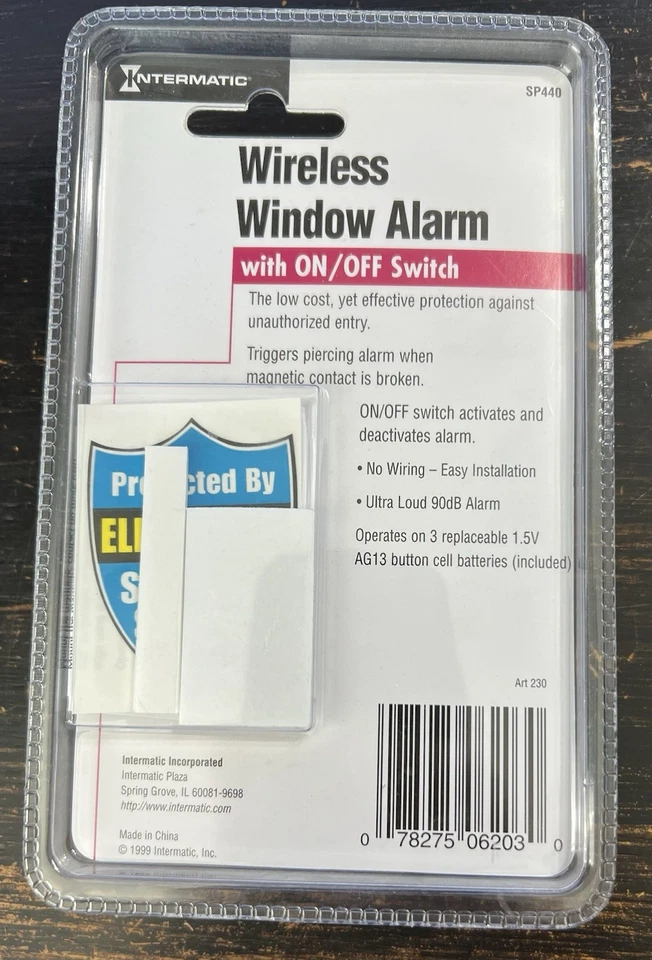 INTERMATIC®
SP440
Wireless
Window Alarm
with ON/OFF Switch
The low cost, yet effective protection against
unauthorized entry.
Triggers piercing alarm when
magnetic contact is broken.
ON/OFF switch activates and
deactivates alarm.
• No Wiring – Easy Installation
• Ultra Loud 90dB Alarm
Operates on 3 replaceable 1.5V
AG13 button cell batteries (included)
By
Art 230
Intermatic Incorporated
Intermatic Plaza
Spring Grove, IL 60081-9698
http://www.intermatic.com
Made in China
© 1999 Intermatic, Inc.
0 78275 06203 0